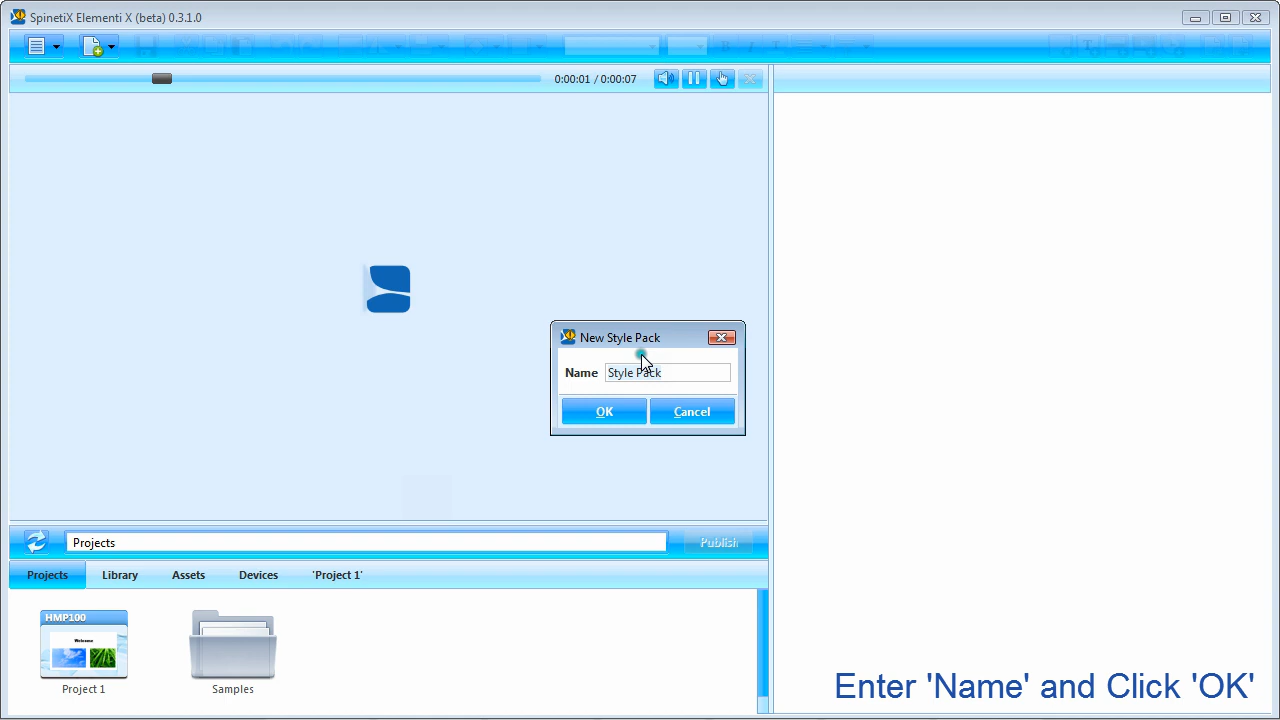 SpinetiX Elementi X (beta) 0.3.1.0
0:00:01 / 0:00:07
New Style Pack
Name Style Pack
OK Cancel
Projects Publish
Projects Library Assets Devices 'Project 1'
HMP100
Welcome
Project 1 Samples
Enter 'Name' and Click 'OK'